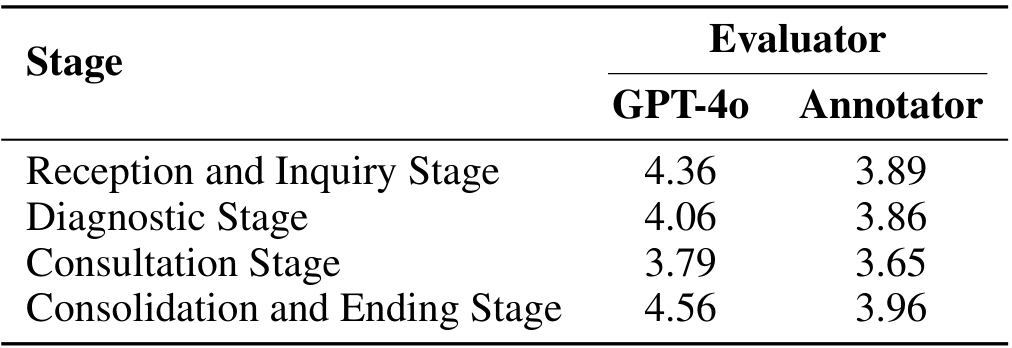 Stage Evaluator
GPT-4o Annotator
Reception and Inquiry Stage 4.36 3.89
Diagnostic Stage 4.06 3.86
Consultation Stage 3.79 3.65
Consolidation and Ending Stage 4.56 3.96